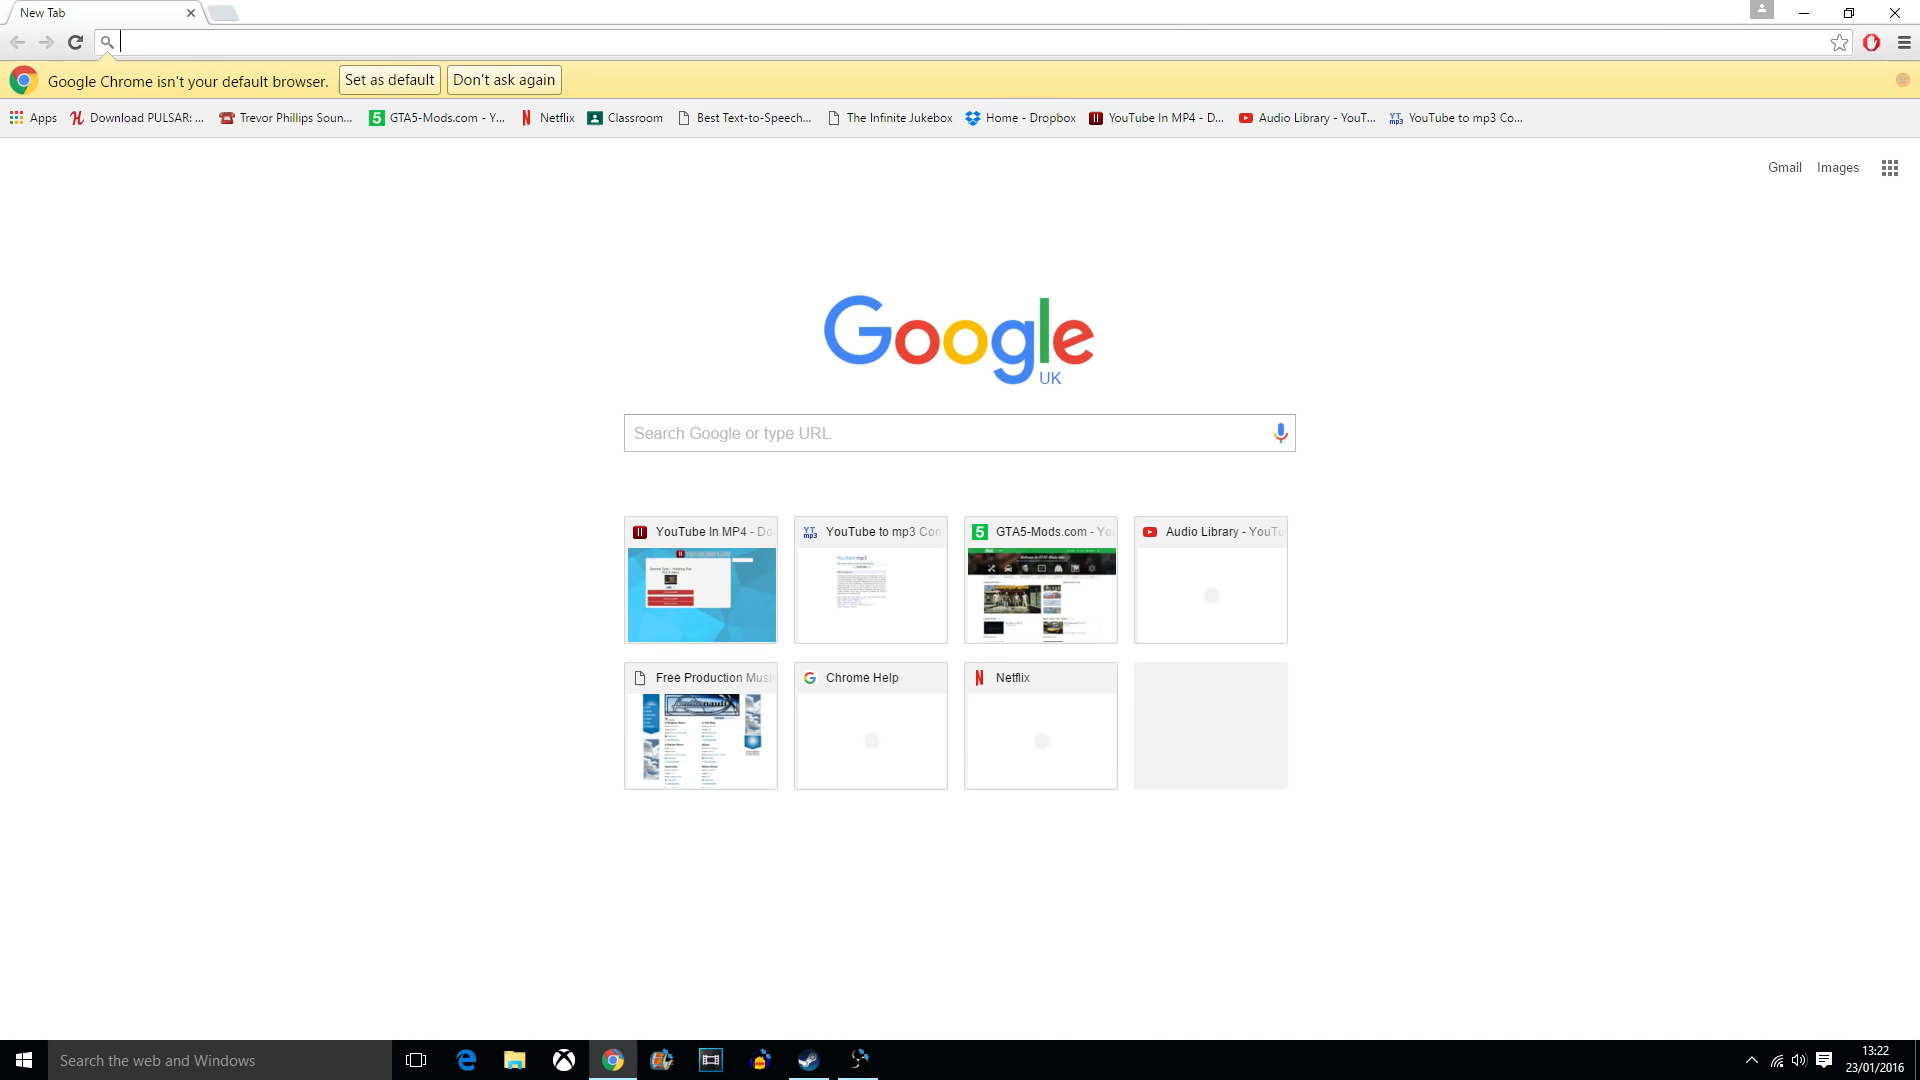 New Tab
Google Chrome isn't your default browser. Set as default Don't ask again
Apps Download PULSAR: ... Trevor Phillips Soun... GTA5-Mods.com - Y... Netflix Classroom Best Text-to-Speech... The Infinite Jukebox Home - Dropbox YouTube In MP4 - D... Audio Library - YouT... YouTube to mp3 Co...
Gmail Images
Google
UK
Search Google or type URL
YouTube In MP4 - Do YouTube to mp3 Con GTA5-Mods.com - Yo Audio Library - YouTu
Free Production Musi Chrome Help Netflix
Search the web and Windows
13:22
23/01/2016